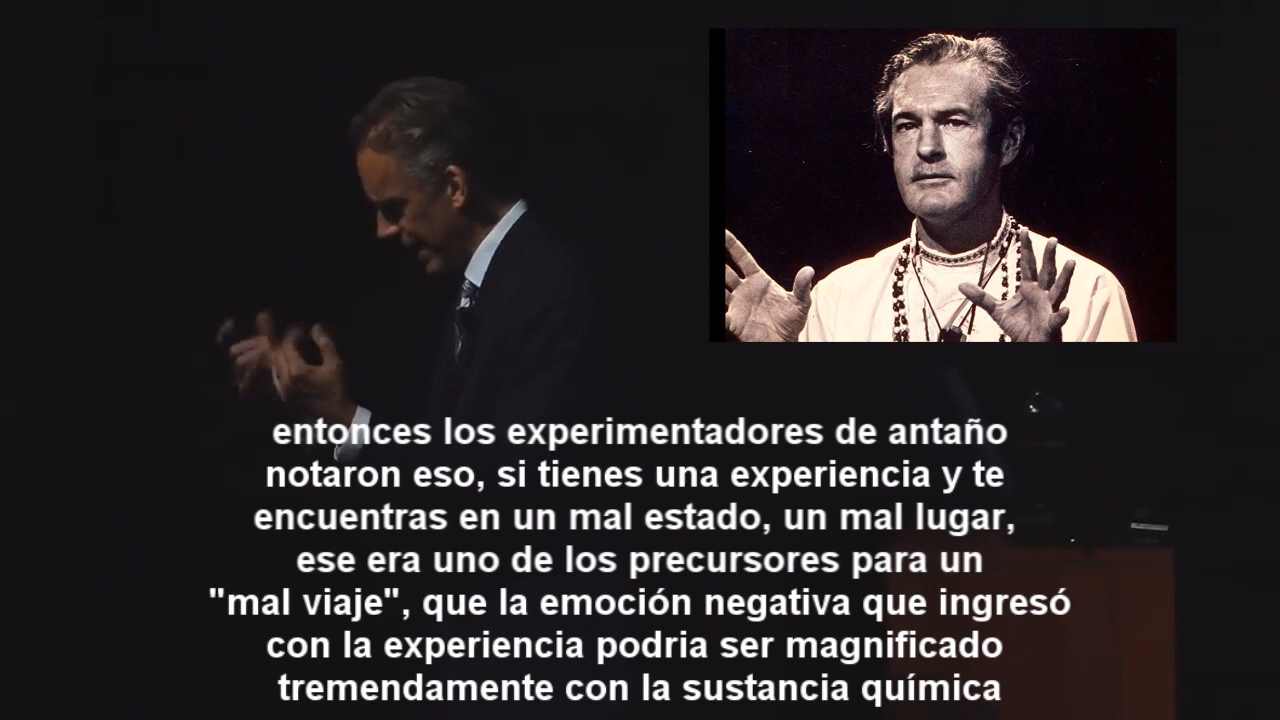 entonces los experimentadores de antaño
notaron eso, si tienes una experiencia y te
encuentras en un mal estado, un mal lugar,
ese era uno de los precursores para un
"mal viaje", que la emoción negativa que ingresó
con la experiencia podria ser magnificado
tremendamente con la sustancia química